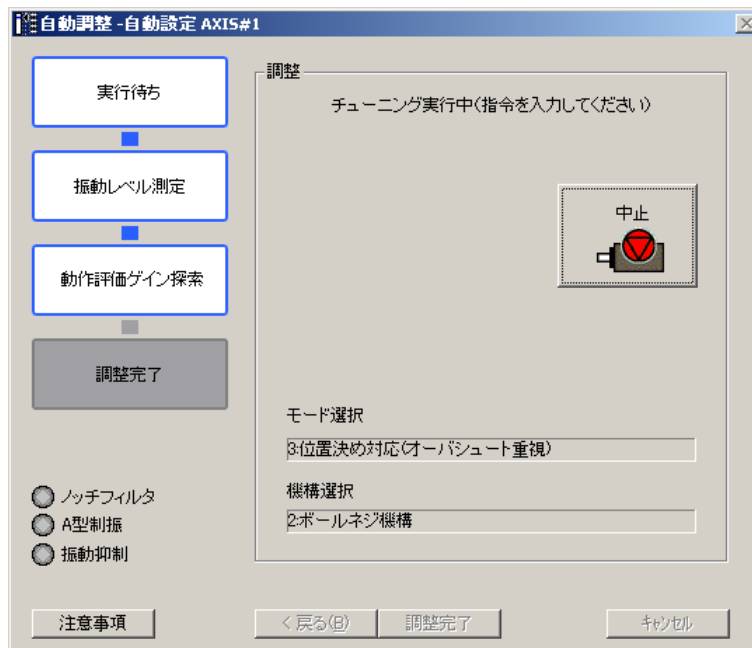 自動調整 -自動設定 AXIS#1
実行待ち
振動レベル測定
動作評価ゲイン探索
調整完了
ノッチフィルタ
A型制振
振動抑制
調整
チューニング実行中(指令を入力してください)
中止
モード選択
3:位置決め対応(オーバシュート重視)
機構選択
2:ボールネジ機構
注意事項
< 戻る(B)
調整完了
キャンセル